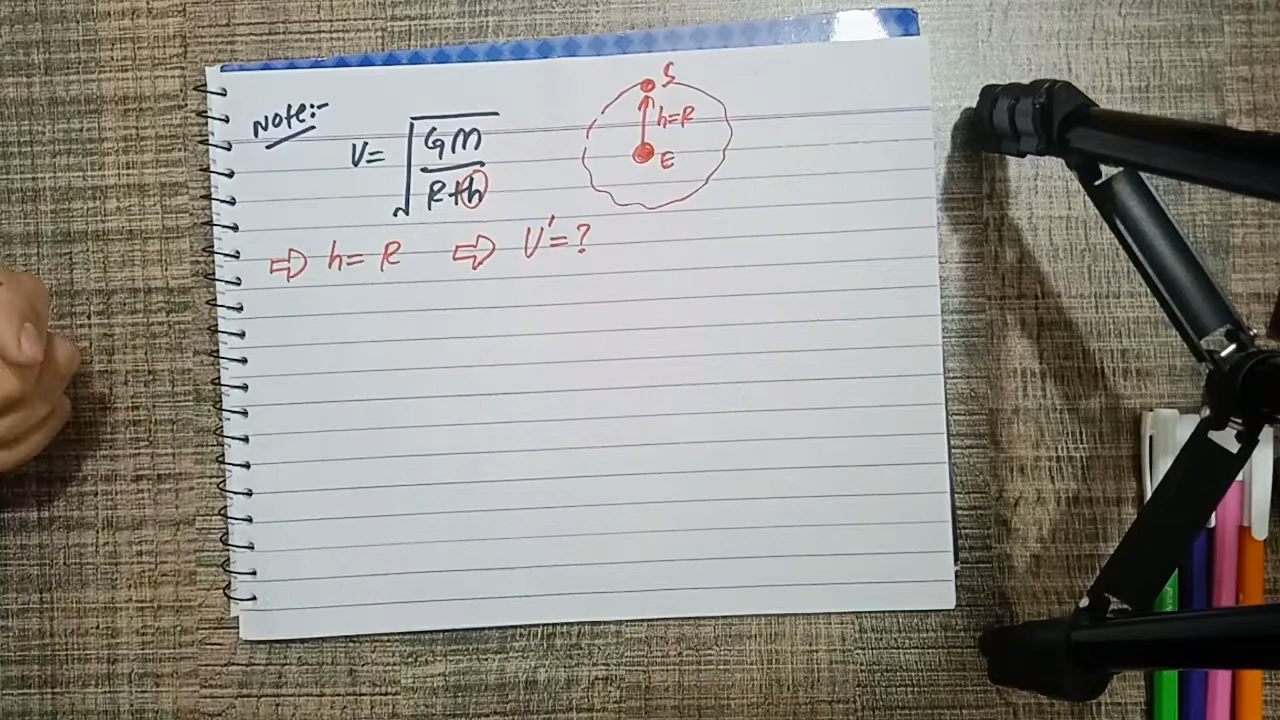 Note:-
V= √GM/R+h
S
h=R
E
⇨ h= R ⇨ V'=?